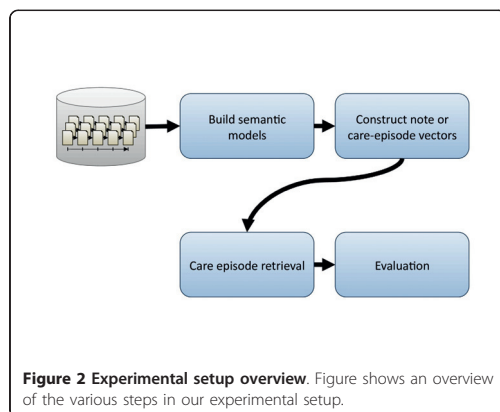 Build semantic
models
Construct note or
care-episode vectors
Care episode retrieval
Evaluation
Figure 2 Experimental setup overview. Figure shows an overview
of the various steps in our experimental setup.